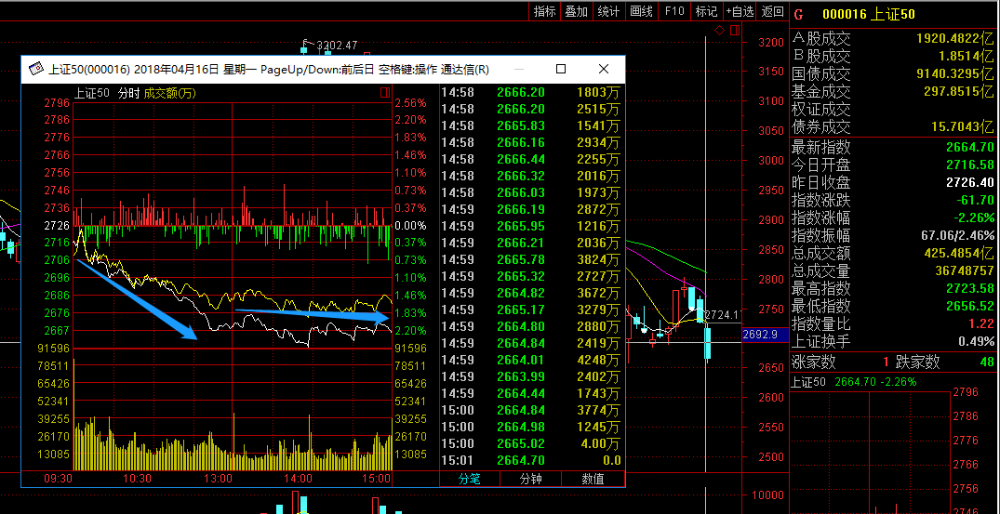 指标 叠加 统计 画线 F10 标记 +自选 返回
G 000016 上证50
3202.47
上证50(000016) 2018年04月16日 星期一 PageUp/Down:前后日 空格键:操作 通达信(R)
上证50 分时 成交额(万)
2796 2.56%
2786 2.20%
2776 1.83%
2766 1.46%
2756 1.10%
2746 0.73%
2736 0.37%
2726 0.00%
2716 0.37%
2706 0.73%
2696 1.10%
2686 1.46%
2676 1.83%
2667 2.20%
91596 91596
78511 78511
65426 65426
52341 52341
39255 39255
26170 26170
13085 13085
09:30 10:30 13:00 14:00 15:00
14:58 2666.20 1803万
14:58 2666.20 2515万
14:58 2665.83 1541万
14:58 2666.16 2934万
14:58 2666.44 2255万
14:58 2666.32 2016万
14:58 2666.03 1973万
14:59 2666.19 2872万
14:59 2665.95 1216万
14:59 2666.21 2036万
14:59 2665.78 3824万
14:59 2665.32 2727万
14:59 2664.82 3672万
14:59 2665.17 3279万
14:59 2664.80 2880万
14:59 2664.84 2419万
14:59 2664.01 4248万
14:59 2663.99 2402万
14:59 2664.44 1743万
15:00 2664.84 3774万
15:00 2664.98 1245万
15:00 2665.02 4.00万
15:01 2664.70 0.0
分笔 分钟 数值
3200
3150
3100
3050
3000
2950
2900
2850
2800
2750
2724.1
2692.9
2650
2600
2550
2500
10000
A股成交 1920.4822亿
B股成交 1.8514亿
国债成交 9140.3295亿
基金成交 297.8515亿
权证成交
债券成交 15.7043亿
最新指数 2664.70
今日开盘 2716.58
昨日收盘 2726.40
指数涨跌 -61.70
指数涨幅 -2.26%
指数振幅 67.06/2.46%
总成交额 425.4854亿
总成交量 36748757
最高指数 2723.58
最低指数 2656.52
指数量比 1.22
上证换手 0.49%
涨家数 1 跌家数 48
上证50 2664.70 -2.26%
2796
2786
2776
2766
2756
2746